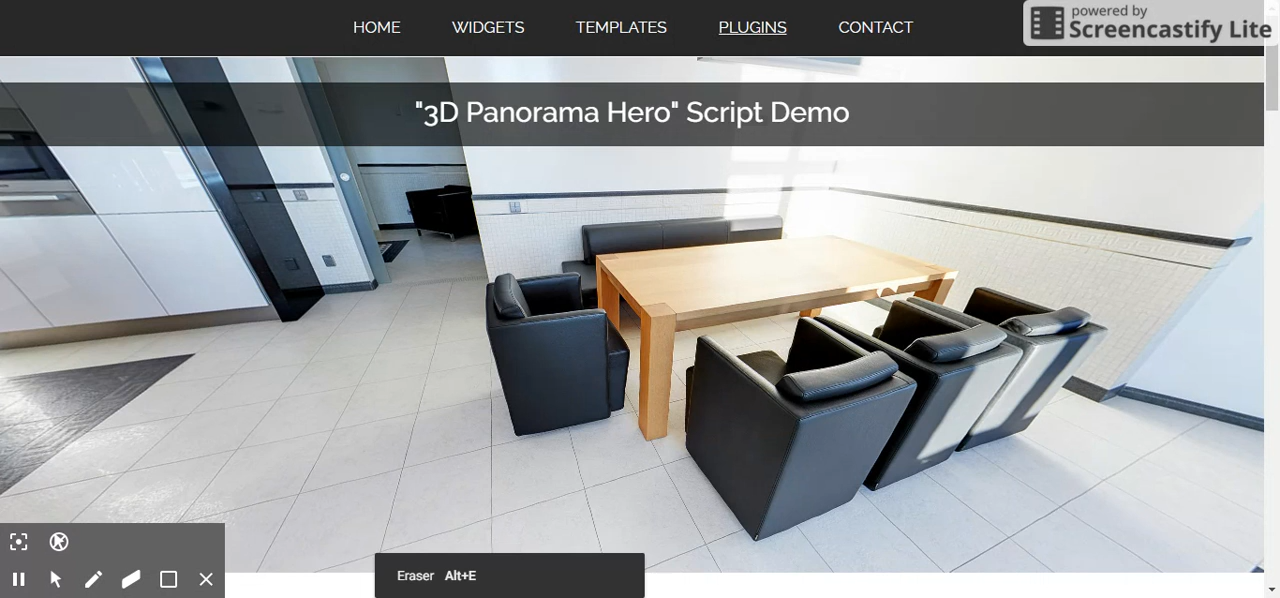 HOME WIDGETS TEMPLATES PLUGINS CONTACT
powered by
Screencastify Lite
"3D Panorama Hero" Script Demo
Eraser Alt+E